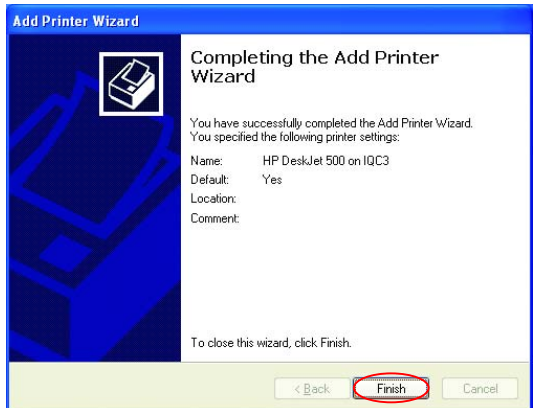 Add Printer Wizard
Completing the Add Printer
Wizard
You have successfully completed the Add Printer Wizard.
You specified the following printer settings:
Name: HP DeskJet 500 on IQC3
Default: Yes
Location:
Comment:
To close this wizard, click Finish.
< Back Finish Cancel